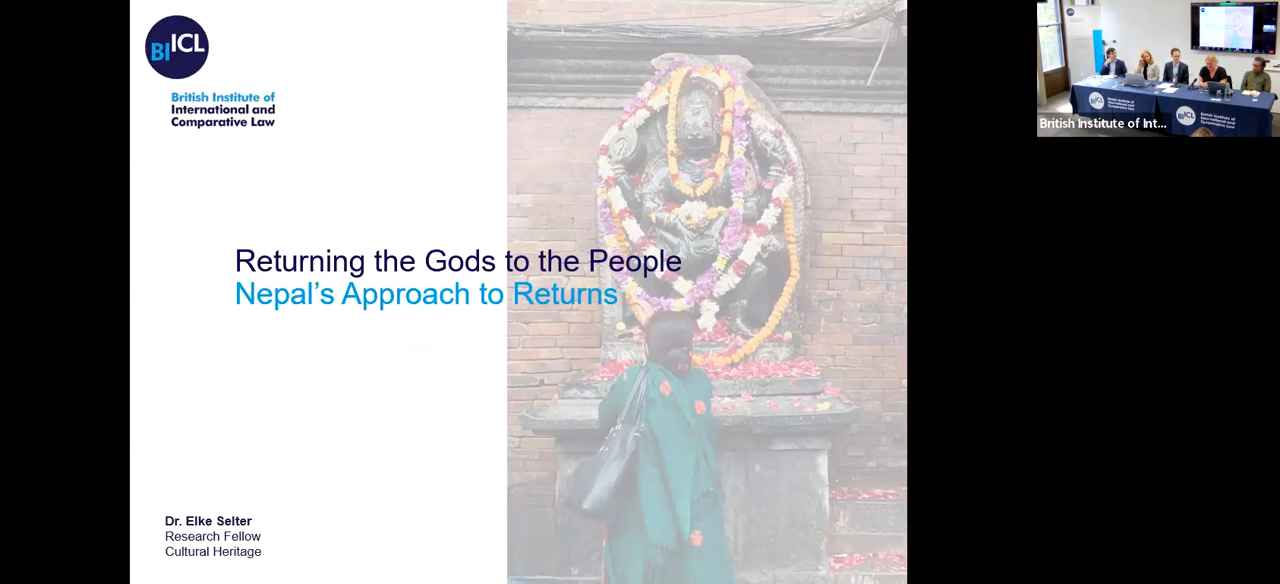 BIICL
British Institute of
International and
Comparative Law
Returning the Gods to the People
Nepal's Approach to Returns
Dr. Elke Selter
Research Fellow
Cultural Heritage
British Institute of Int...